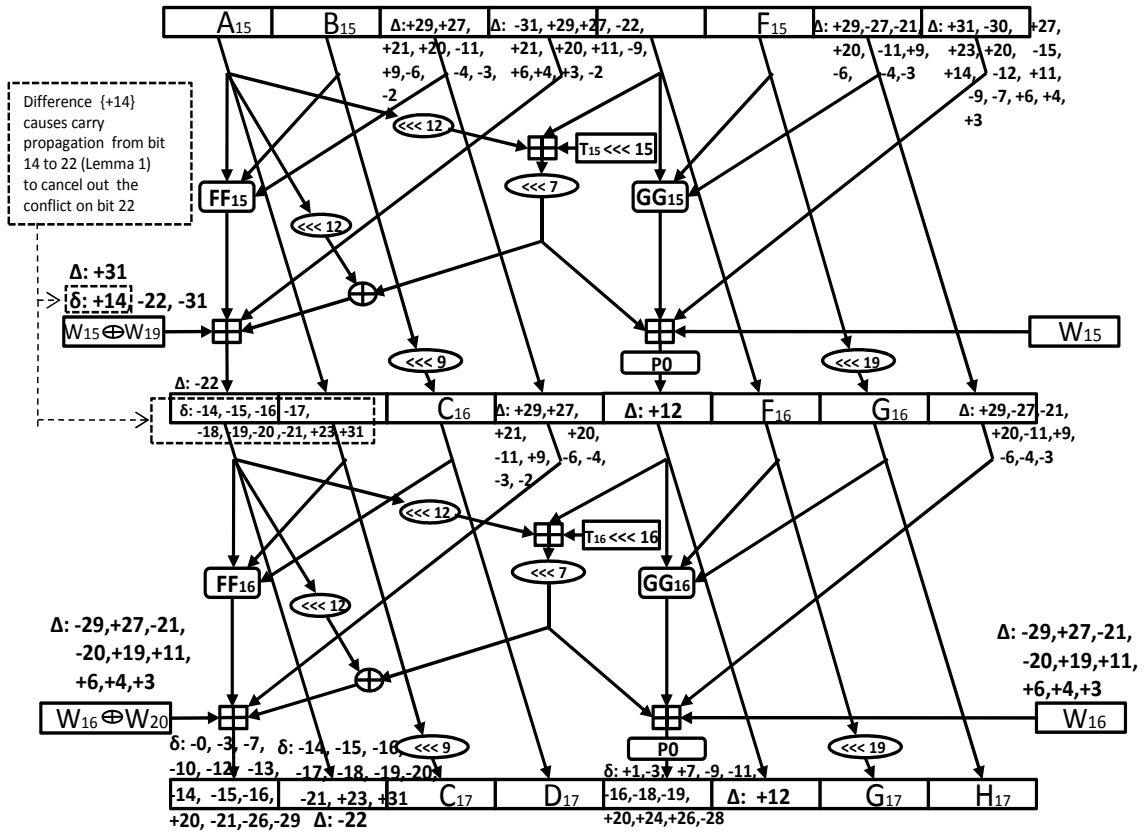 A15 B15 Δ:+29,+27, Δ: -31, +29,+27, -22, F15 Δ: +29,-27,-21, Δ: +31, -30, +27,
+21, +20, -11, +21, +20, +11, -9, +20, -11,+9, +23, +20, -15,
+9,-6, -4, -3, +6,+4, +3, -2 -6, -4,-3 +14, -12, +11,
-2 -9, -7, +6, +4,
+3
Difference {+14}
causes carry
propagation from bit
14 to 22 (Lemma 1)
to cancel out the
conflict on bit 22
<<< 12
T15 <<< 15
FF15
<<< 7
GG15
<<< 12
Δ: +31
δ: +14, -22, -31
W15 ⊕W19
W15
<<< 9
P0
<<< 19
Δ: -22
δ: -14, -15, -16 -17, C16 Δ: +29,+27, Δ: +12 F16 G16 Δ: +29,-27,-21,
-18, -19,-20 ,-21, +23 +31 +21, +20, +20,-11,+9,
-11, +9, -6, -4, -6,-4,-3
-3, -2
<<< 12
T16 <<< 16
FF16
<<< 7
GG16
<<< 12
Δ: -29,+27,-21,
-20,+19,+11,
+6,+4,+3
Δ: -29,+27,-21,
-20,+19,+11,
+6,+4,+3
W16 ⊕W20
W16
<<< 9
P0
<<< 19
δ: -0, -3, -7, δ: -14, -15, -16, δ: +1,-3, +7, -9, -11,
-10, -12, -13, -17, -18, -19,-20,
-14, -15,-16, -21, +23, +31 C17 D17 -16,-18,-19, Δ: +12 G17 H17
+20, -21,-26,-29 Δ: -22 +20,+24,+26,-28